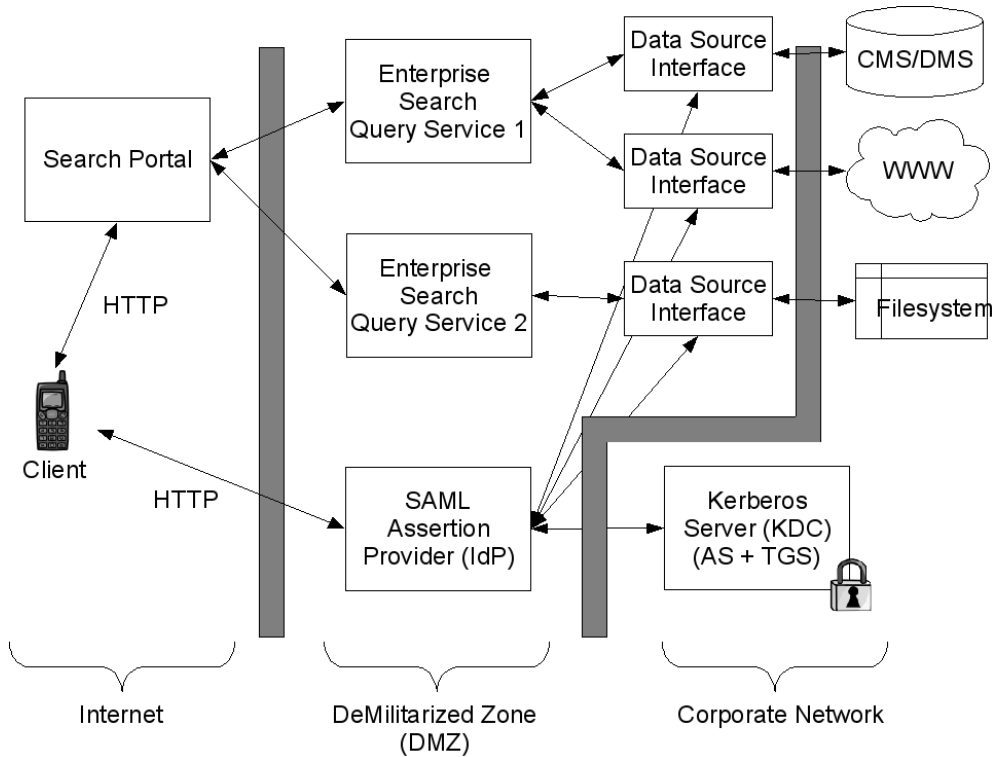 Search Portal
HTTP
Client
HTTP
Enterprise
Search
Query Service 1
Enterprise
Search
Query Service 2
SAML
Assertion
Provider (IdP)
Data Source
Interface
Data Source
Interface
Data Source
Interface
CMS/DMS
WWW
Filesystem
Kerberos
Server (KDC)
(AS + TGS)
Internet
DeMilitarized Zone
(DMZ)
Corporate Network